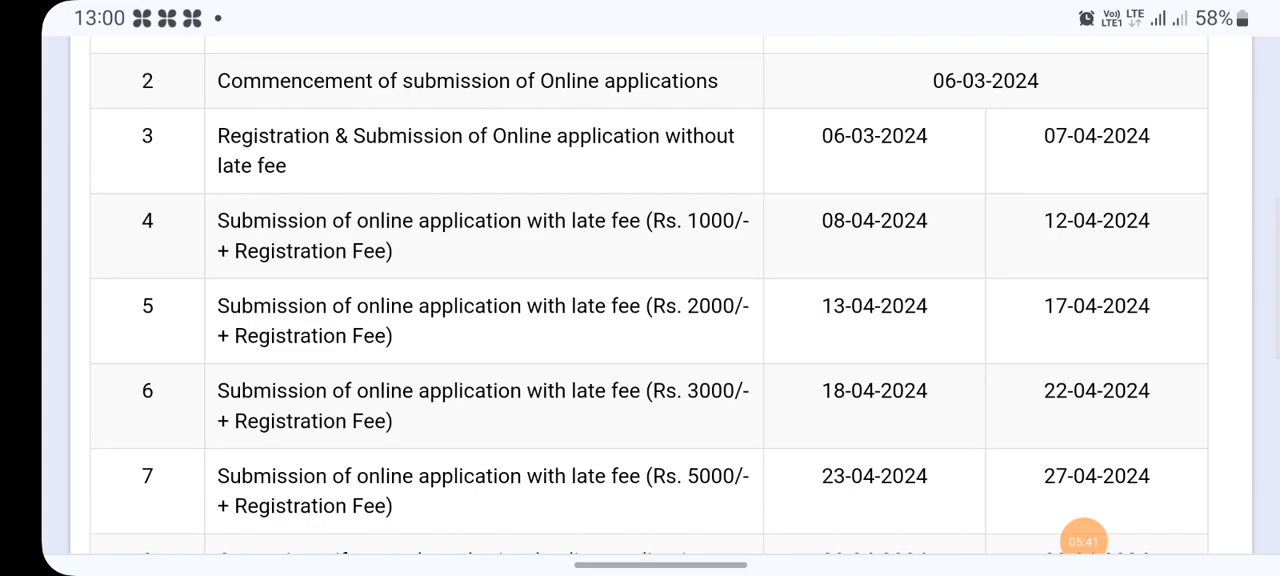 13:00
Vo)) LTE
LTE1
58%
2 Commencement of submission of Online applications 06-03-2024
3 Registration & Submission of Online application without 06-03-2024 07-04-2024
late fee
4 Submission of online application with late fee (Rs. 1000/- 08-04-2024 12-04-2024
+ Registration Fee)
5 Submission of online application with late fee (Rs. 2000/- 13-04-2024 17-04-2024
+ Registration Fee)
6 Submission of online application with late fee (Rs. 3000/- 18-04-2024 22-04-2024
+ Registration Fee)
7 Submission of online application with late fee (Rs. 5000/- 23-04-2024 27-04-2024
+ Registration Fee)
05:41